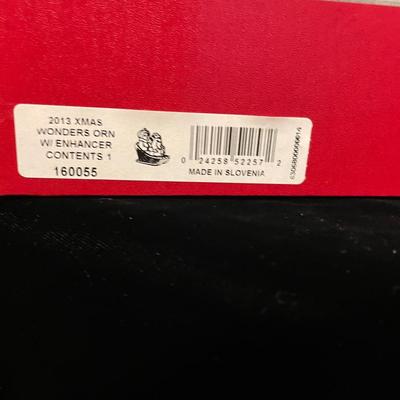 2013 XMAS
WONDERS ORN
W/ ENHANCER
CONTENTS 1
160055
0 24258 52257 2
MADE IN SLOVENIA